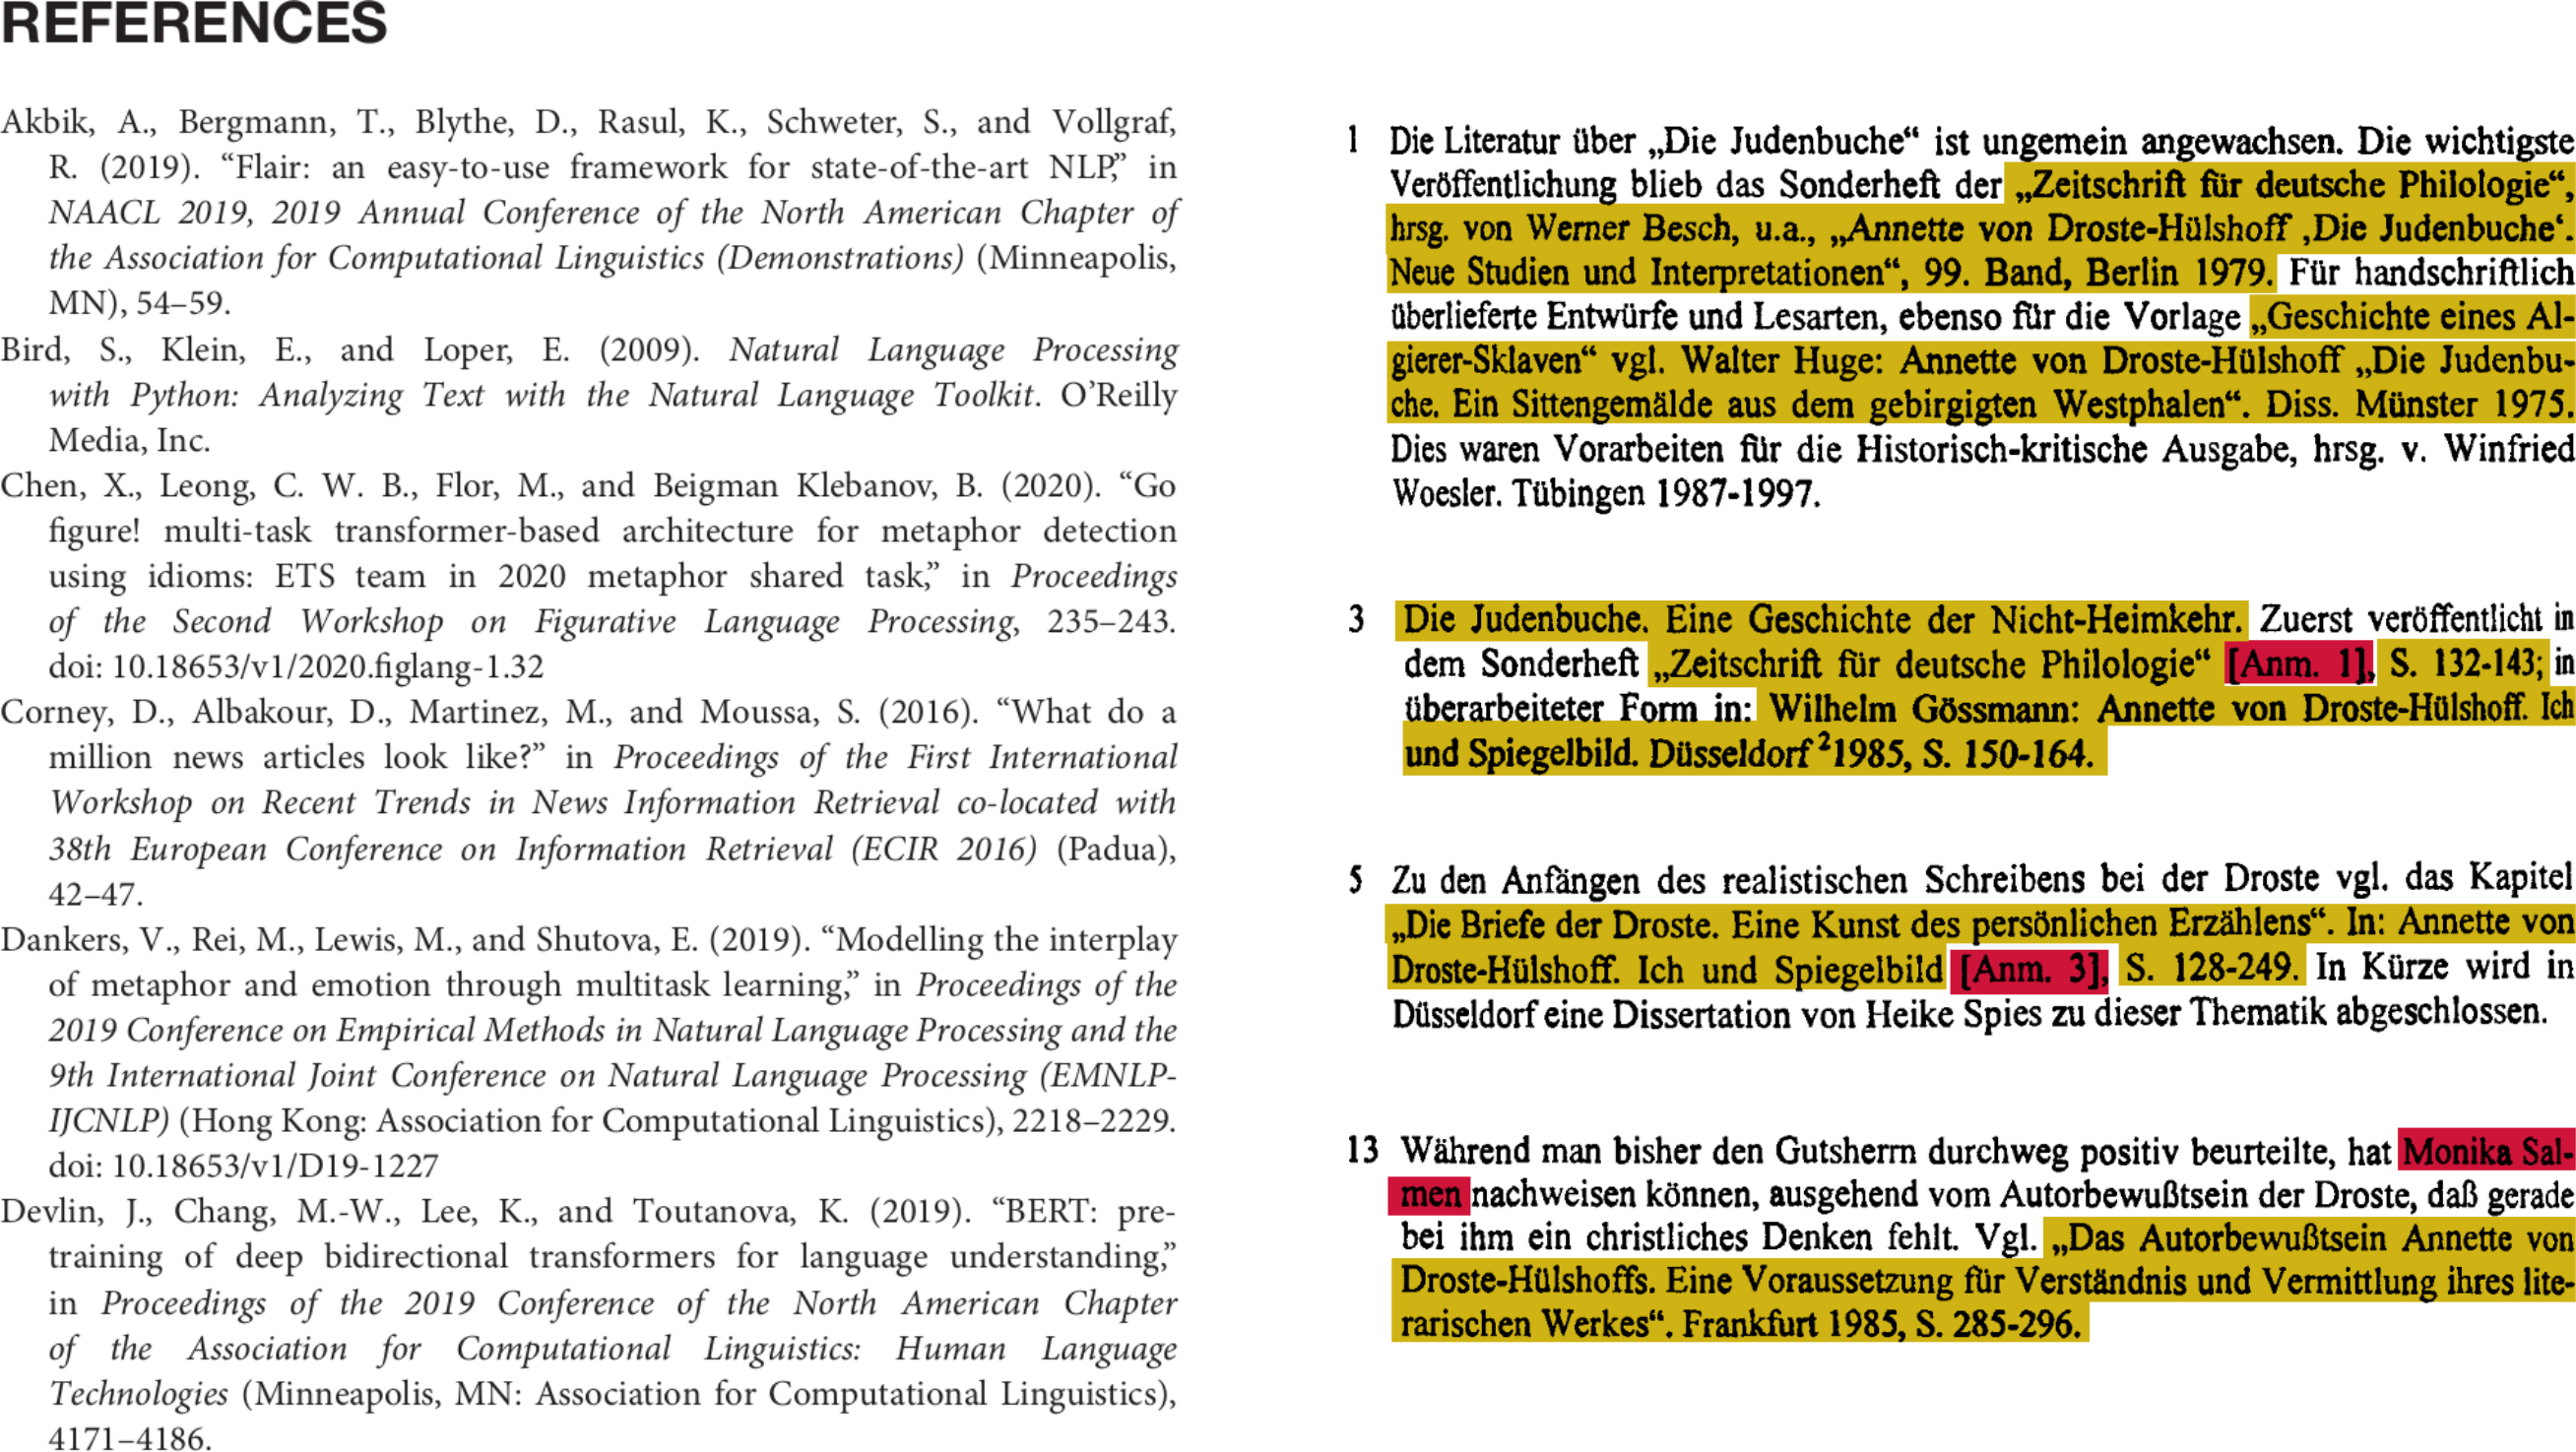 REFERENCES
Akbik, A., Bergmann, T., Blythe, D., Rasul, K., Schweter, S., and Vollgraf,
R. (2019). “Flair: an easy-to-use framework for state-of-the-art NLP,” in
NAACL 2019, 2019 Annual Conference of the North American Chapter of
the Association for Computational Linguistics (Demonstrations) (Minneapolis,
MN), 54–59.
Bird, S., Klein, E., and Loper, E. (2009). Natural Language Processing
with Python: Analyzing Text with the Natural Language Toolkit. O’Reilly
Media, Inc.
Chen, X., Leong, C. W. B., Flor, M., and Beigman Klebanov, B. (2020). “Go
figure! multi-task transformer-based architecture for metaphor detection
using idioms: ETS team in 2020 metaphor shared task,” in Proceedings
of the Second Workshop on Figurative Language Processing, 235–243.
doi: 10.18653/v1/2020.figlang-1.32
Corney, D., Albakour, D., Martinez, M., and Moussa, S. (2016). “What do a
million news articles look like?” in Proceedings of the First International
Workshop on Recent Trends in News Information Retrieval co-located with
38th European Conference on Information Retrieval (ECIR 2016) (Padua),
42–47.
Dankers, V., Rei, M., Lewis, M., and Shutova, E. (2019). “Modelling the interplay
of metaphor and emotion through multitask learning,” in Proceedings of the
2019 Conference on Empirical Methods in Natural Language Processing and the
9th International Joint Conference on Natural Language Processing (EMNLP-
IJCNLP) (Hong Kong: Association for Computational Linguistics), 2218–2229.
doi: 10.18653/v1/D19-1227
Devlin, J., Chang, M.-W., Lee, K., and Toutanova, K. (2019). “BERT: pre-
training of deep bidirectional transformers for language understanding,”
in Proceedings of the 2019 Conference of the North American Chapter
of the Association for Computational Linguistics: Human Language
Technologies (Minneapolis, MN: Association for Computational Linguistics),
4171–4186.
1 Die Literatur über „Die Judenbuche“ ist ungemein angewachsen. Die wichtigste
Veröffentlichung blieb das Sonderheft der „Zeitschrift für deutsche Philologie“,
hrsg. von Werner Besch, u.a., „Annette von Droste-Hülshoff ‚Die Judenbuche‘.
Neue Studien und Interpretationen“, 99. Band, Berlin 1979. Für handschriftlich
überlieferte Entwürfe und Lesarten, ebenso für die Vorlage „Geschichte eines Al-
gierer-Sklaven“ vgl. Walter Huge: Annette von Droste-Hülshoff „Die Judenbu-
che. Ein Sittengemälde aus dem gebirgigten Westphalen“. Diss. Münster 1975.
Dies waren Vorarbeiten für die Historisch-kritische Ausgabe, hrsg. v. Winfried
Woesler. Tübingen 1987-1997.
3 Die Judenbuche. Eine Geschichte der Nicht-Heimkehr. Zuerst veröffentlicht in
dem Sonderheft „Zeitschrift für deutsche Philologie“ [Anm. 1], S. 132-143; in
überarbeiteter Form in: Wilhelm Gössmann: Annette von Droste-Hülshoff. Ich
und Spiegelbild. Düsseldorf ²1985, S. 150-164.
5 Zu den Anfängen des realistischen Schreibens bei der Droste vgl. das Kapitel
„Die Briefe der Droste. Eine Kunst des persönlichen Erzählens“. In: Annette von
Droste-Hülshoff. Ich und Spiegelbild [Anm. 3], S. 128-249. In Kürze wird in
Düsseldorf eine Dissertation von Heike Spies zu dieser Thematik abgeschlossen.
13 Während man bisher den Gutsherrn durchweg positiv beurteilte, hat Monika Sal-
men nachweisen können, ausgehend vom Autorbewußtsein der Droste, daß gerade
bei ihm ein christliches Denken fehlt. Vgl. „Das Autorbewußtsein Annette von
Droste-Hülshoffs. Eine Voraussetzung für Verständnis und Vermittlung ihres lite-
rarischen Werkes“. Frankfurt 1985, S. 285-296.